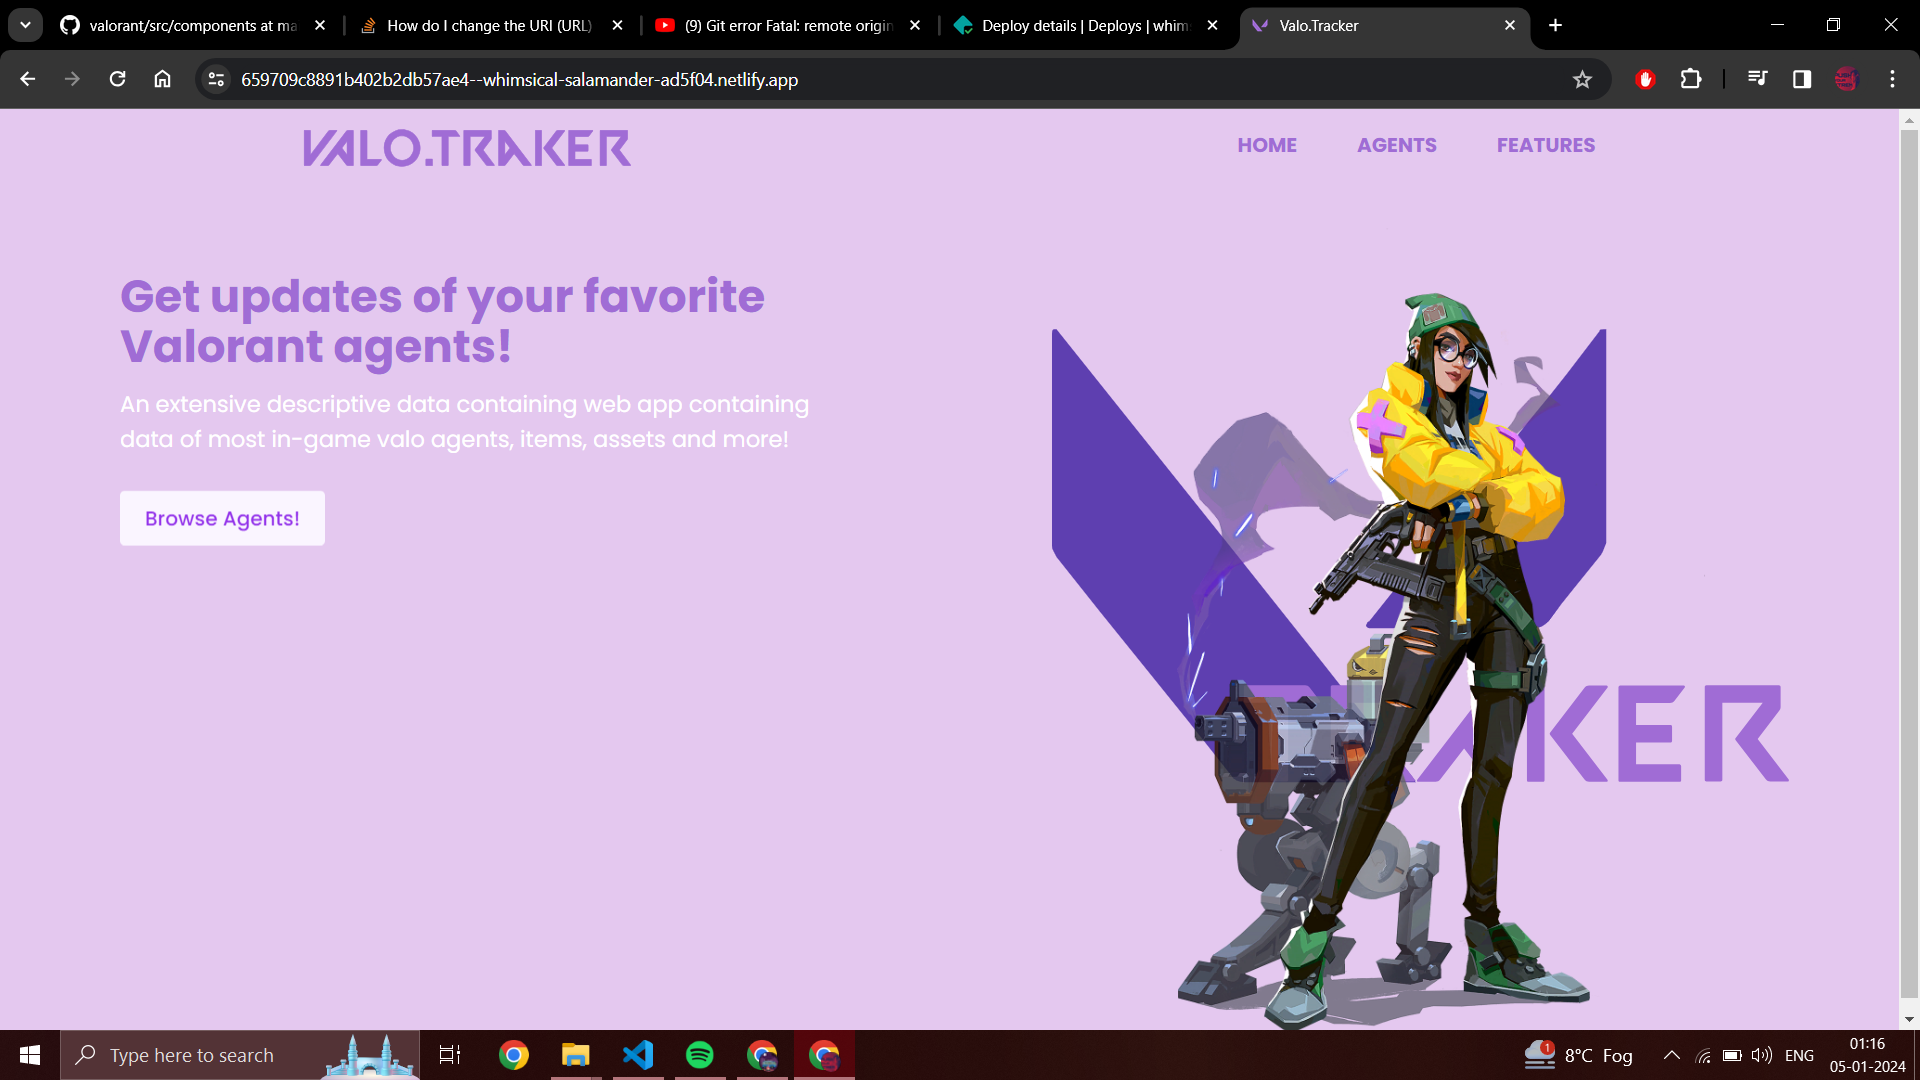 valorant/src/components at ma
How do I change the URI (URL)
(9) Git error Fatal: remote origin
Deploy details | Deploys | whims
Valo.Tracker
659709c8891b402b2db57ae4--whimsical-salamander-ad5f04.netlify.app
VALO.TRAKER
HOME AGENTS FEATURES
Get updates of your favorite
Valorant agents!
An extensive descriptive data containing web app containing
data of most in-game valo agents, items, assets and more!
Browse Agents!
RAKER
Type here to search
1
8°C Fog
ENG
01:16
05-01-2024